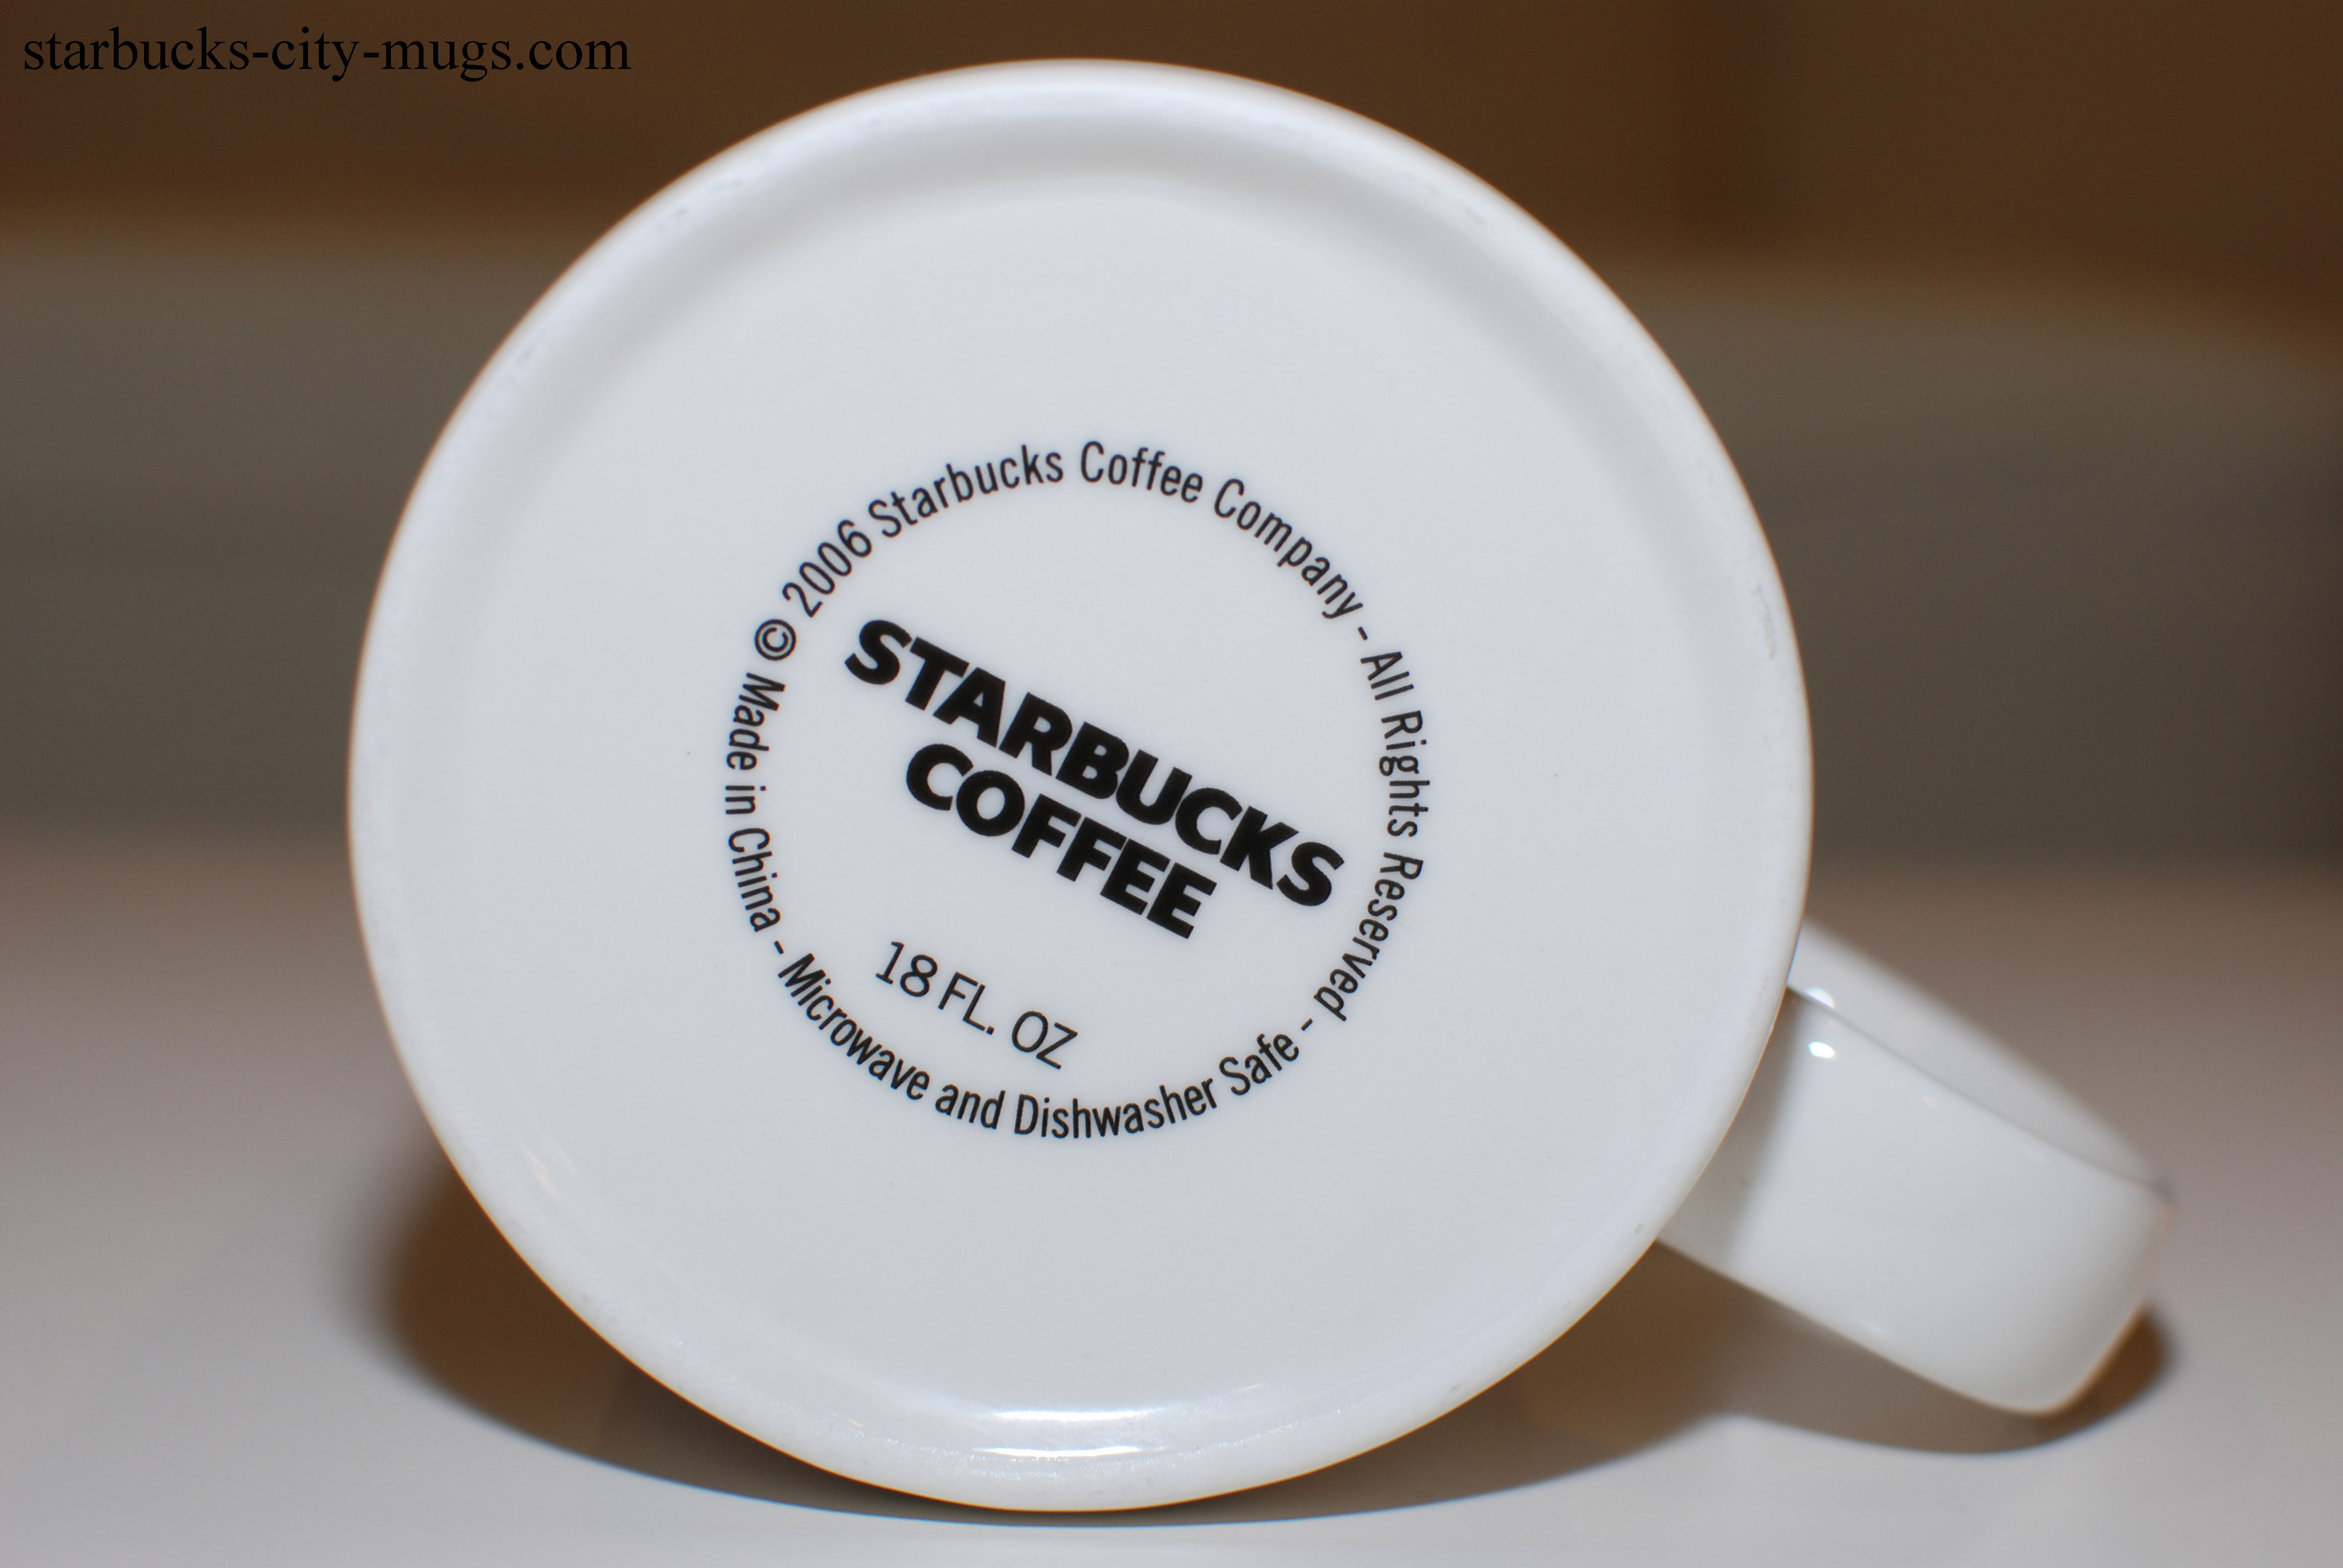 starbucks-city-mugs.com
© 2006 Starbucks Coffee Company - All Rights Reserved - Microwave and Dishwasher Safe - Made in China
STARBUCKS
COFFEE
18 FL. OZ